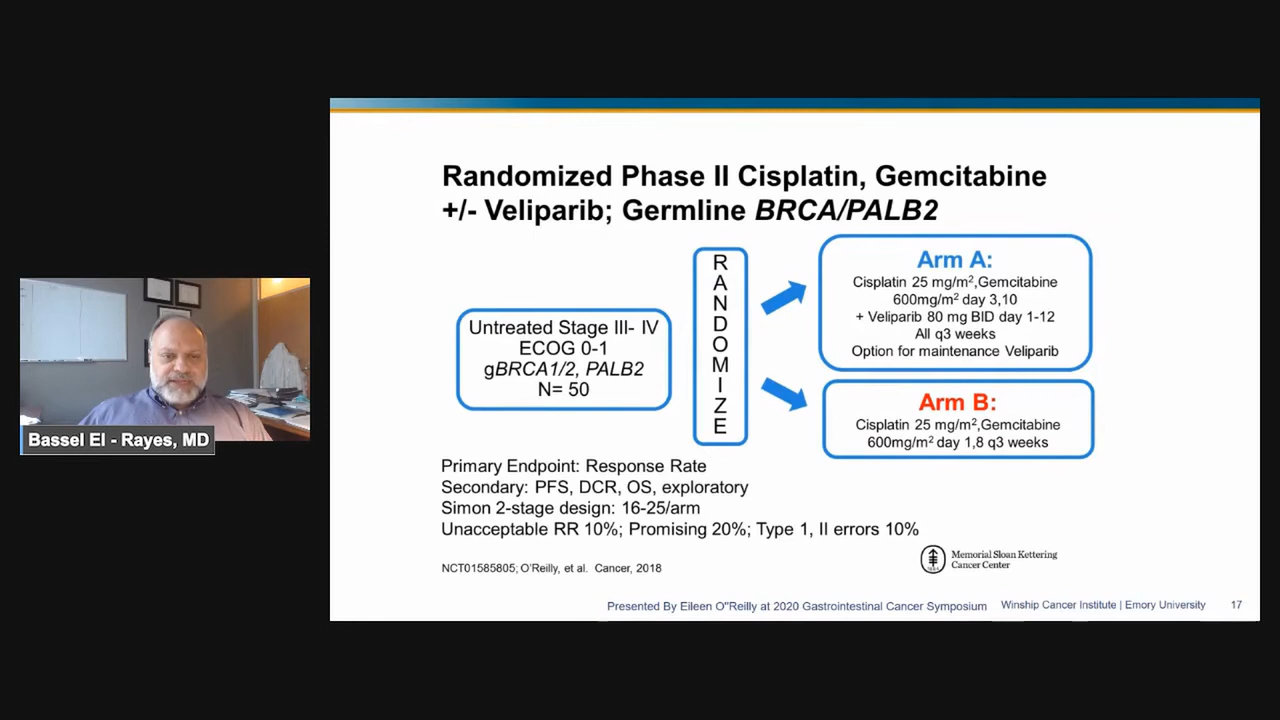 Randomized Phase II Cisplatin, Gemcitabine
+/- Veliparib; Germline BRCA/PALB2
Untreated Stage III- IV
ECOG 0-1
gBRCA1/2, PALB2
N= 50
R
A
N
D
O
M
I
Z
E
Arm A:
Cisplatin 25 mg/m²,Gemcitabine
600mg/m² day 3,10
+ Veliparib 80 mg BID day 1-12
All q3 weeks
Option for maintenance Veliparib
Arm B:
Cisplatin 25 mg/m²,Gemcitabine
600mg/m² day 1,8 q3 weeks
Primary Endpoint: Response Rate
Secondary: PFS, DCR, OS, exploratory
Simon 2-stage design: 16-25/arm
Unacceptable RR 10%; Promising 20%; Type 1, II errors 10%
NCT01585805; O'Reilly, et al. Cancer, 2018
Memorial Sloan Kettering
Cancer Center
Presented By Eileen O"Reilly at 2020 Gastrointestinal Cancer Symposium
Winship Cancer Institute | Emory University
17
Bassel El - Rayes, MD